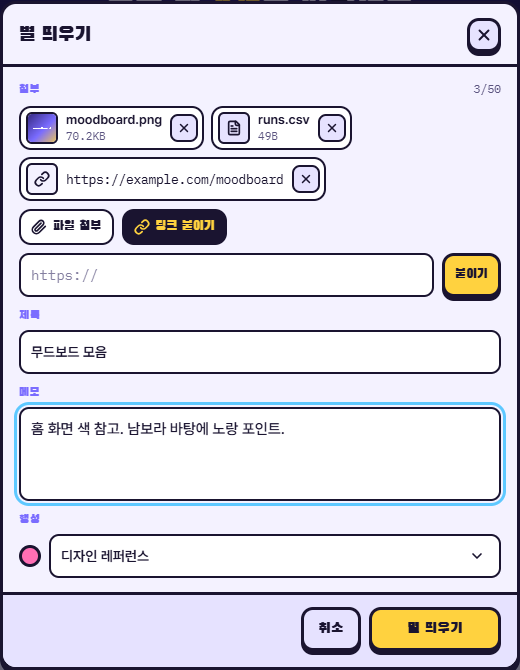 별 띄우기
첨부
3/50
moodboard.png
70.2KB
runs.csv
49B
https://example.com/moodboard
파일 첨부
링크 붙이기
https://
붙이기
제목
무드보드 모음
메모
홈 화면 색 참고. 남보라 바탕에 노랑 포인트.
행성
디자인 레퍼런스
취소
별 띄우기